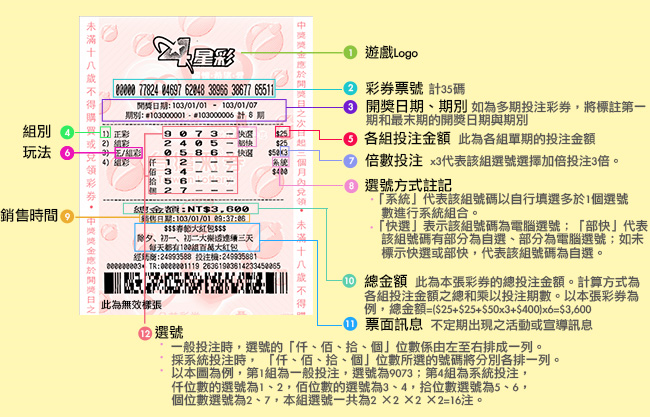 未滿十八歲不得購買或兌領彩券
中獎獎金應於開獎日之次日起三個月內兌領
4星彩
00000 77824 04697 62048 38966 38677 65511
開獎日期:103/01/01 - 103/01/07
期別:#103000001 - #103000006 計 6 期
1) 正彩 9 0 7 3 - 快選 $25
2) 組彩 2 4 0 5 - 部快 $25
3) 正/組彩 0 5 8 6 - 快選 $50X3
4) 組彩 仟 1 2 - - - 系統
佰 3 4 - - - $400
拾 5 6 - - -
個 2 7 - - -
總金額:NT$3,600
銷售日期:103/01/01 09:37:06
$$$春節大紅包$$$
除夕、初一、初二大樂透連續三天
每天都有100組百萬大紅包
經銷商:24993588 投注機:249935881
此為無效樣張
1 遊戲Logo
2 彩券票號 計35碼
3 開獎日期、期別 如為多期投注彩券，將標註第一
期和最末期的開獎日期與期別
組別 4
5 各組投注金額 此為各組單期的投注金額
玩法 6
7 倍數投注 x3代表該組選號選擇加倍投注3倍。
8 選號方式註記
．「系統」代表該組號碼以自行填選多於1個選號
數進行系統組合。
．「快選」表示該組號碼為電腦選號；「部快」代表
該組號碼有部分為自選、部分為電腦選號；如未
標示快選或部快，代表該組號碼為自選。
銷售時間 9
10 總金額 此為本張彩券的總投注金額。計算方式為
各組投注金額之總和乘以投注期數。以本張彩券為
例，總金額=($25+$25+$50x3+$400)x6=$3,600
11 票面訊息 不定期出現之活動或宣導訊息
12 選號
一般投注時，選號的「仟、佰、拾、個」位數係由左至右排成一列。
採系統投注時，「仟、佰、拾、個」位數所選的號碼將分別各排一列。
以本圖為例，第1組為一般投注，選號為9073；第4組為系統投注，
仟位數的選號為1、2，佰位數的選號為3、4，拾位數選號為5、6，
個位數選號為2、7，本組選號一共為2 ×2 ×2 ×2=16注。